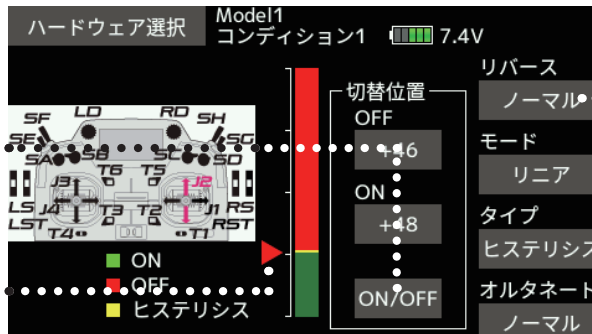 ハードウェア選択
Model1
コンディション1 7.4V
リバース
ノーマル
切替位置
OFF
+46
モード
リニア
ON
+48
タイプ
ヒステリシス
ON/OFF
オルタネート
ノーマル
SF LD RD SH
SE SG
SA SB SC SD
T6 T5
J3 J2
LS J4 T3 T2 J1 RS
LST RST
T4 T1
ON
OFF
ヒステリシス